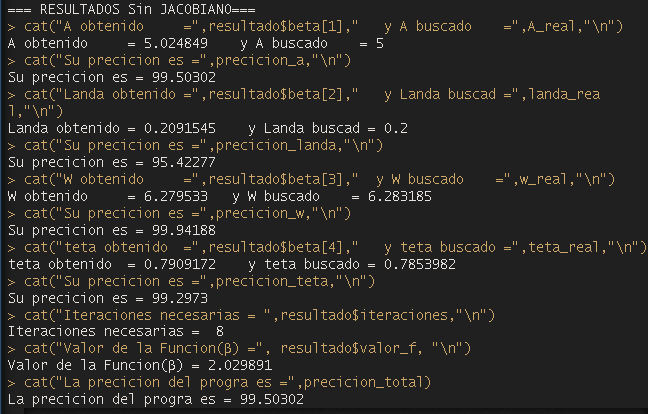 === RESULTADOS Sin JACOBIANO===
> cat("A obtenido     =",resultado$beta[1],"   y A buscado    =",A_real,"\n")
A obtenido     = 5.024849    y A buscado    = 5
> cat("Su precicion es =",precicion_a,"\n")
Su precicion es = 99.50302
> cat("Landa obtenido =",resultado$beta[2],"   y Landa buscad =",landa_rea
l,"\n")
Landa obtenido = 0.2091545    y Landa buscad = 0.2
> cat("Su precicion es =",precicion_landa,"\n")
Su precicion es = 95.42277
> cat("W obtenido     =",resultado$beta[3],"  y W buscado    =",w_real,"\n")
W obtenido     = 6.279533   y W buscado    = 6.283185
> cat("Su precicion es =",precicion_w,"\n")
Su precicion es = 99.94188
> cat("teta obtenido  =",resultado$beta[4],"   y teta buscado =",teta_real,"\n")
teta obtenido  = 0.7909172    y teta buscado = 0.7853982
> cat("Su precicion es =",precicion_teta,"\n")
Su precicion es = 99.2973
> cat("Iteraciones necesarias = ",resultado$iteraciones,"\n")
Iteraciones necesarias =  8
> cat("Valor de la Funcion(β) =", resultado$valor_f, "\n")
Valor de la Funcion(β) = 2.029891
> cat("La precicion del progra es =",precicion_total)
La precicion del progra es = 99.50302